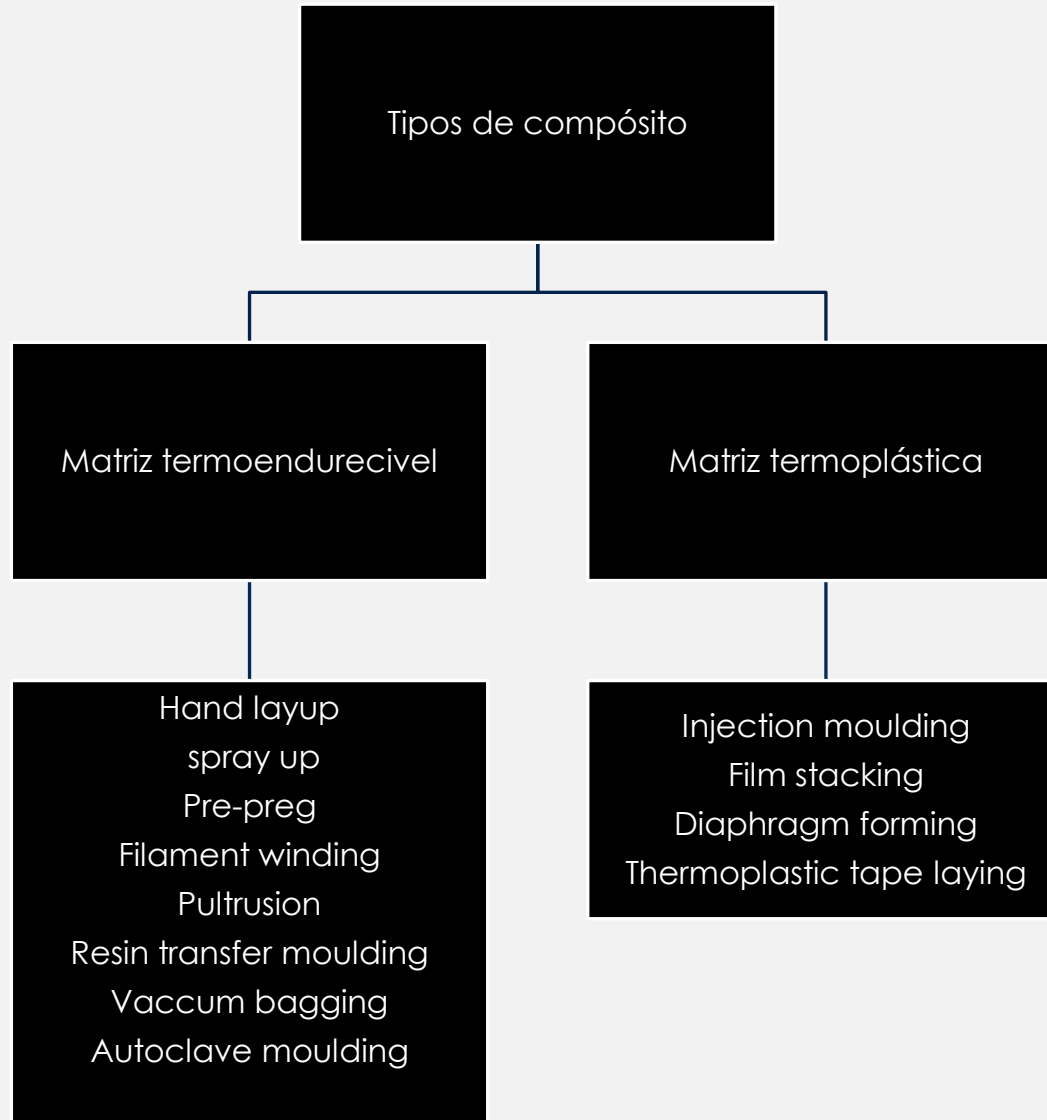 Tipos de compósito
Matriz termoendurecivel
Matriz termoplástica
Hand layup
spray up
Pre-preg
Filament winding
Pultrusion
Resin transfer moulding
Vaccum bagging
Autoclave moulding
Injection moulding
Film stacking
Diaphragm forming
Thermoplastic tape laying